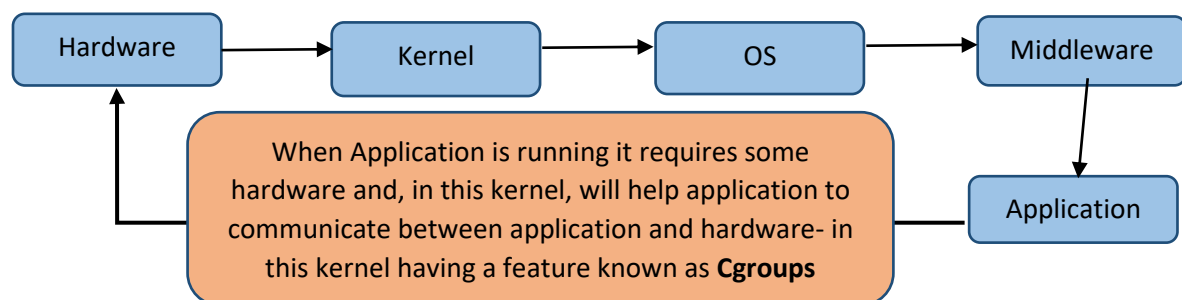 Hardware
Kernel
OS
Middleware
When Application is running it requires some
hardware and, in this kernel, will help application to
communicate between application and hardware- in
this kernel having a feature known as Cgroups
Application